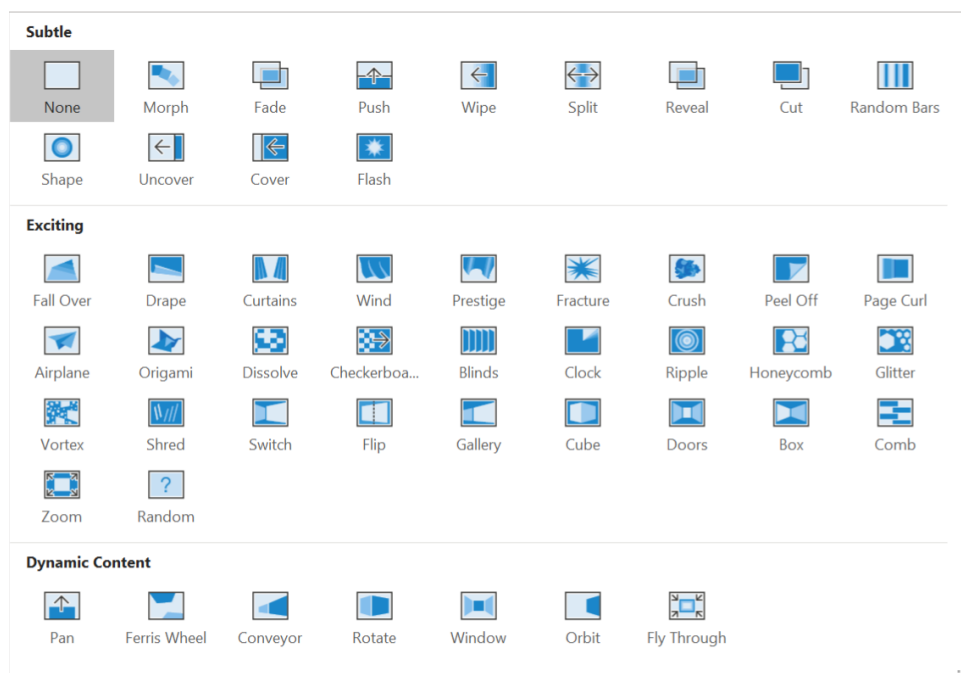 Subtle
None Morph Fade Push Wipe Split Reveal Cut Random Bars
Shape Uncover Cover Flash
Exciting
Fall Over Drape Curtains Wind Prestige Fracture Crush Peel Off Page Curl
Airplane Origami Dissolve Checkerboa... Blinds Clock Ripple Honeycomb Glitter
Vortex Shred Switch Flip Gallery Cube Doors Box Comb
?
Zoom Random
Dynamic Content
Pan Ferris Wheel Conveyor Rotate Window Orbit Fly Through
.